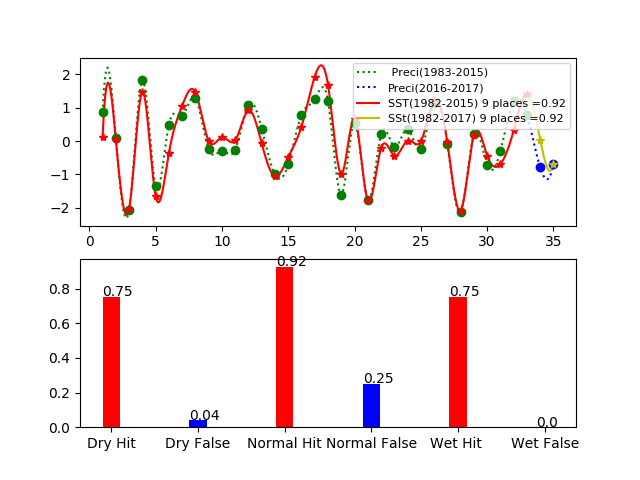 Preci(1983-2015)
Preci(2016-2017)
SST(1982-2015) 9 places =0.92
SSt(1982-2017) 9 places =0.92
2
1
0
−1
−2
0 5 10 15 20 25 30 35
0.92
0.75 0.75
0.25
0.04
0.0
0.8
0.6
0.4
0.2
0.0
Dry Hit Dry False Normal Hit Normal False Wet Hit Wet False